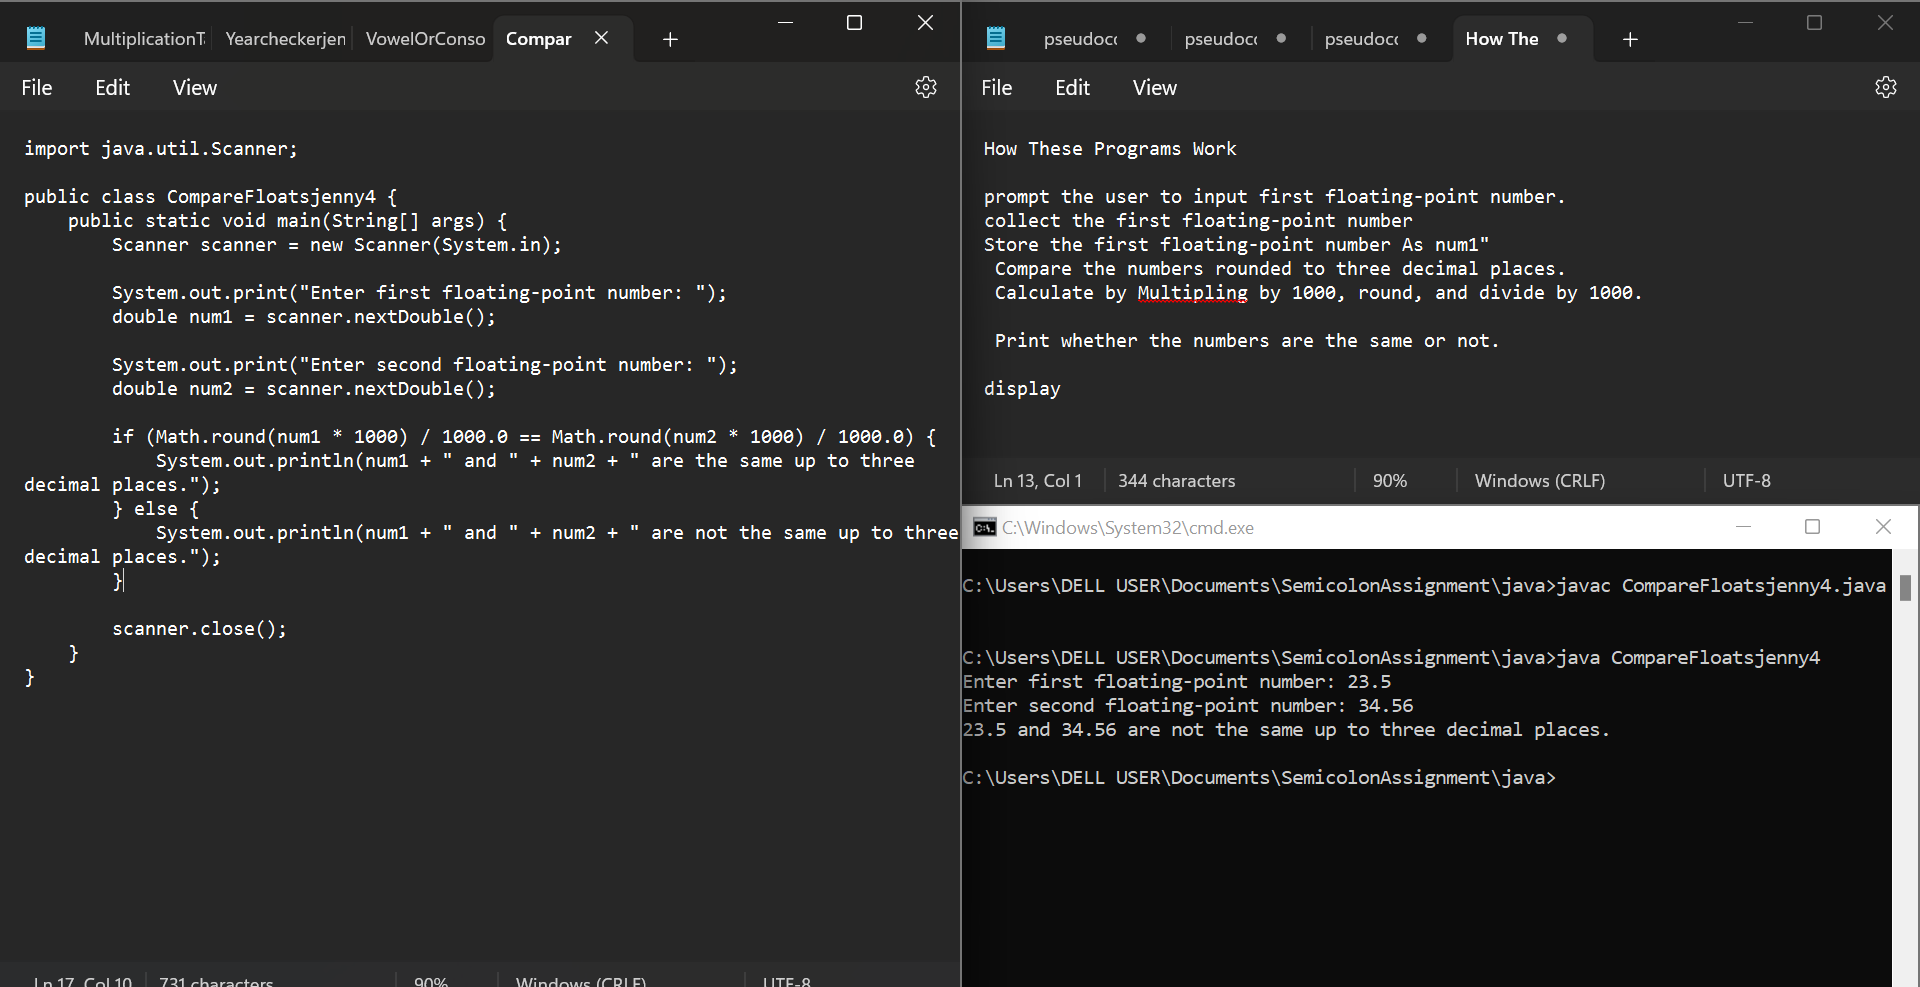 MultiplicationT Yearcheckerjen VowelOrConso Compar
File Edit View
import java.util.Scanner;
public class CompareFloatsjenny4 {
public static void main(String[] args) {
Scanner scanner = new Scanner(System.in);
System.out.print("Enter first floating-point number: ");
double num1 = scanner.nextDouble();
System.out.print("Enter second floating-point number: ");
double num2 = scanner.nextDouble();
if (Math.round(num1 * 1000) / 1000.0 == Math.round(num2 * 1000) / 1000.0) {
System.out.println(num1 + " and " + num2 + " are the same up to three
decimal places.");
} else {
System.out.println(num1 + " and " + num2 + " are not the same up to three
decimal places.");
}
scanner.close();
}
}
Ln 17, Col 10 731 characters 90% Windows (CRLF) UTF-8
pseudocc pseudocc pseudocc How The
File Edit View
How These Programs Work
prompt the user to input first floating-point number.
collect the first floating-point number
Store the first floating-point number As num1"
Compare the numbers rounded to three decimal places.
Calculate by Multipling by 1000, round, and divide by 1000.
Print whether the numbers are the same or not.
display
Ln 13, Col 1 344 characters 90% Windows (CRLF) UTF-8
C:\Windows\System32\cmd.exe
C:\Users\DELL USER\Documents\SemicolonAssignment\java>javac CompareFloatsjenny4.java
C:\Users\DELL USER\Documents\SemicolonAssignment\java>java CompareFloatsjenny4
Enter first floating-point number: 23.5
Enter second floating-point number: 34.56
23.5 and 34.56 are not the same up to three decimal places.
C:\Users\DELL USER\Documents\SemicolonAssignment\java>